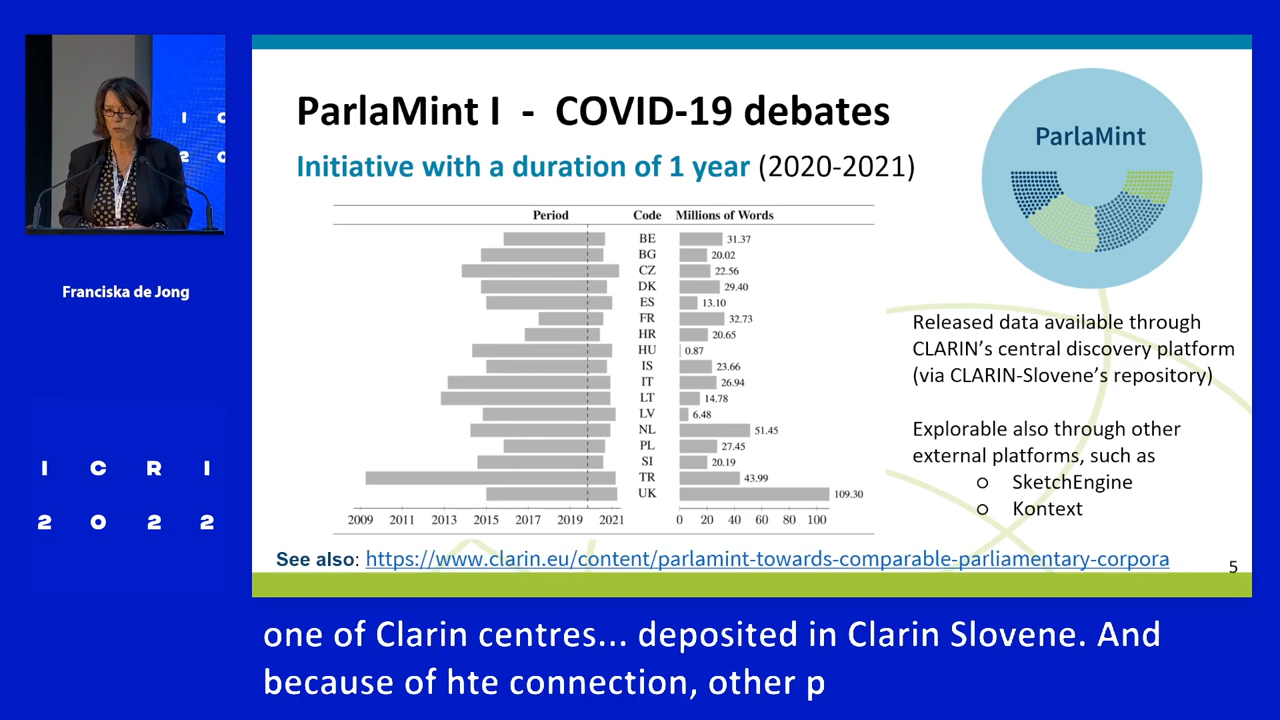 ParlaMint I - COVID-19 debates
Initiative with a duration of 1 year (2020-2021)
Period Code Millions of Words
BE 31.37
BG 20.02
CZ 22.56
DK 29.40
ES 13.10
FR 32.73
HR 20.65
HU 0.87
IS 23.66
IT 26.94
LT 14.78
LV 6.48
NL 51.45
PL 27.45
SI 20.19
TR 43.99
UK 109.30
2009 2011 2013 2015 2017 2019 2021 0 20 40 60 80 100
ParlaMint
Released data available through
CLARIN's central discovery platform
(via CLARIN-Slovene's repository)
Explorable also through other
external platforms, such as
○ SketchEngine
○ Kontext
See also: https://www.clarin.eu/content/parlamint-towards-comparable-parliamentary-corpora
5
I C
2 0
Franciska de Jong
I C R I
2 0 2 2
one of Clarin centres... deposited in Clarin Slovene. And
because of hte connection, other p